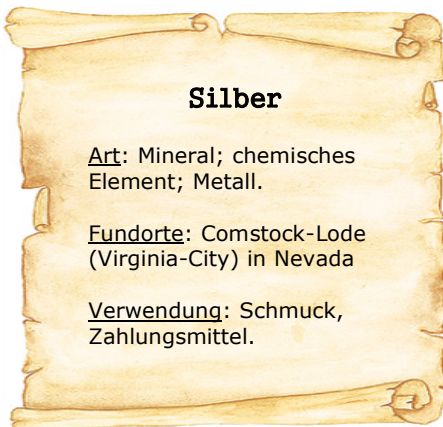 Silber
Art: Mineral; chemisches
Element; Metall.
Fundorte: Comstock-Lode
(Virginia-City) in Nevada
Verwendung: Schmuck,
Zahlungsmittel.